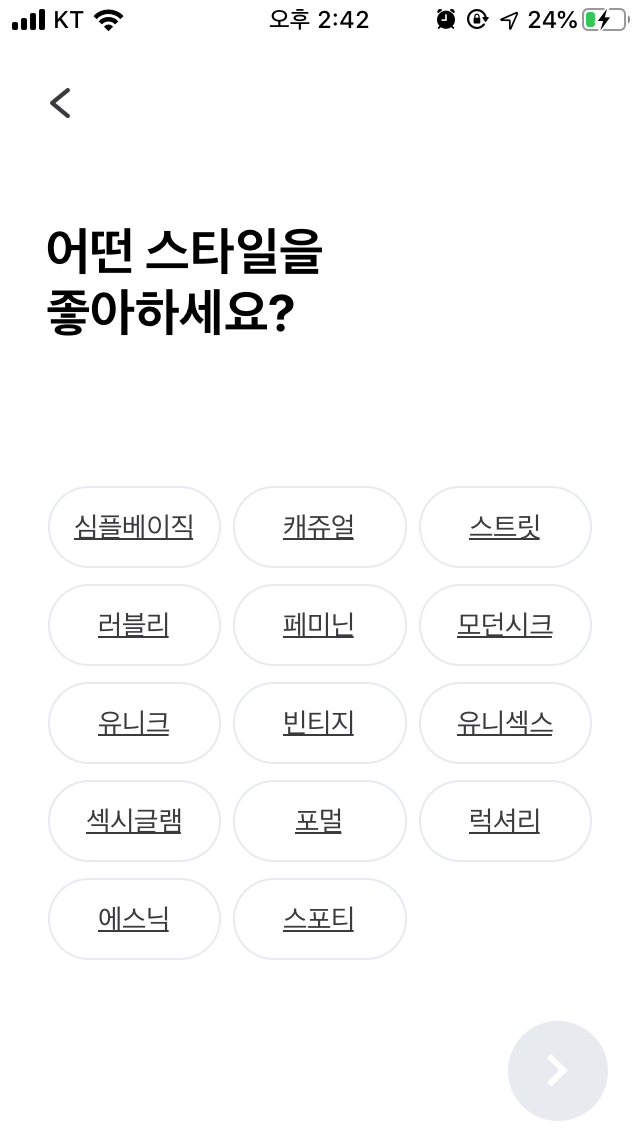 KT 오후 2:42 24%
어떤 스타일을
좋아하세요?
심플베이직 캐쥬얼 스트릿
러블리 페미닌 모던시크
유니크 빈티지 유니섹스
섹시글램 포멀 럭셔리
에스닉 스포티